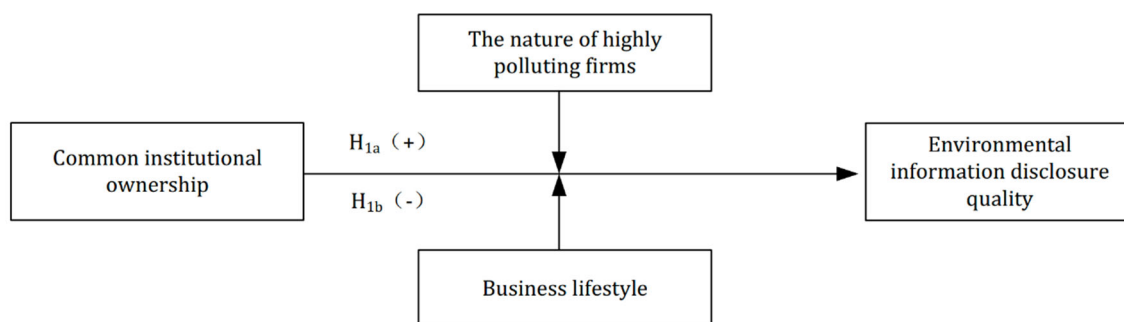 The nature of highly
polluting firms
Common institutional
ownership
H1a（+）
H1b（-）
Environmental
information disclosure
quality
Business lifestyle